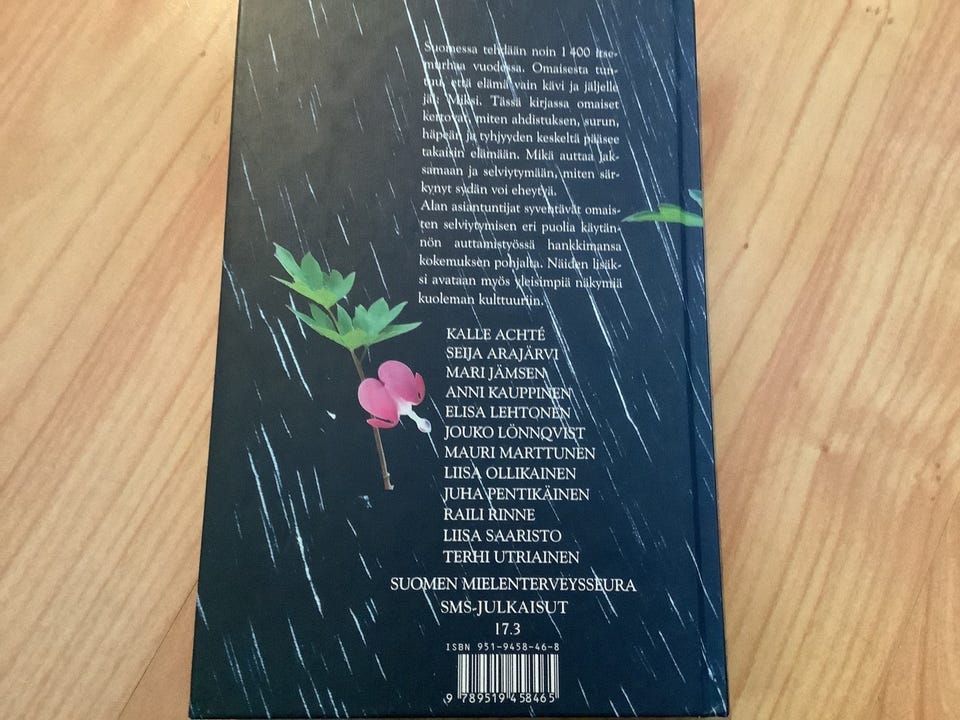 Suomessa tehdään noin 1 400 itse-
murhaa vuodessa. Omaisesta tun-
tuu, että elämä vain kävi ja jäljelle
jäi: Miksi. Tässä kirjassa omaiset
kertovat, miten ahdistuksen, surun,
häpeän ja tyhjyyden keskeltä pääsee
takaisin elämään. Mikä auttaa jak-
samaan ja selviytymään, miten sär-
kynyt sydän voi eheytyä.
Alan asiantuntijat syventävät omais-
ten selviytymisen eri puolia käytän-
nön auttamistyössä hankkimansa
kokemuksen pohjalta. Näiden lisäk-
si avataan myös yleisimpiä näkymiä
kuoleman kulttuuriin.
KALLE ACHTÉ
SEIJA ARAJÄRVI
MARI JÄMSEN
ANNI KAUPPINEN
ELISA LEHTONEN
JOUKO LÖNNQVIST
MAURI MARTTUNEN
LIISA OLLIKAINEN
JUHA PENTIKÄINEN
RAILI RINNE
LIISA SAARISTO
TERHI UTRIAINEN
SUOMEN MIELENTERVEYSSEURA
SMS-JULKAISUT
17.3
ISBN 951-9458-46-8
9 789519 458465